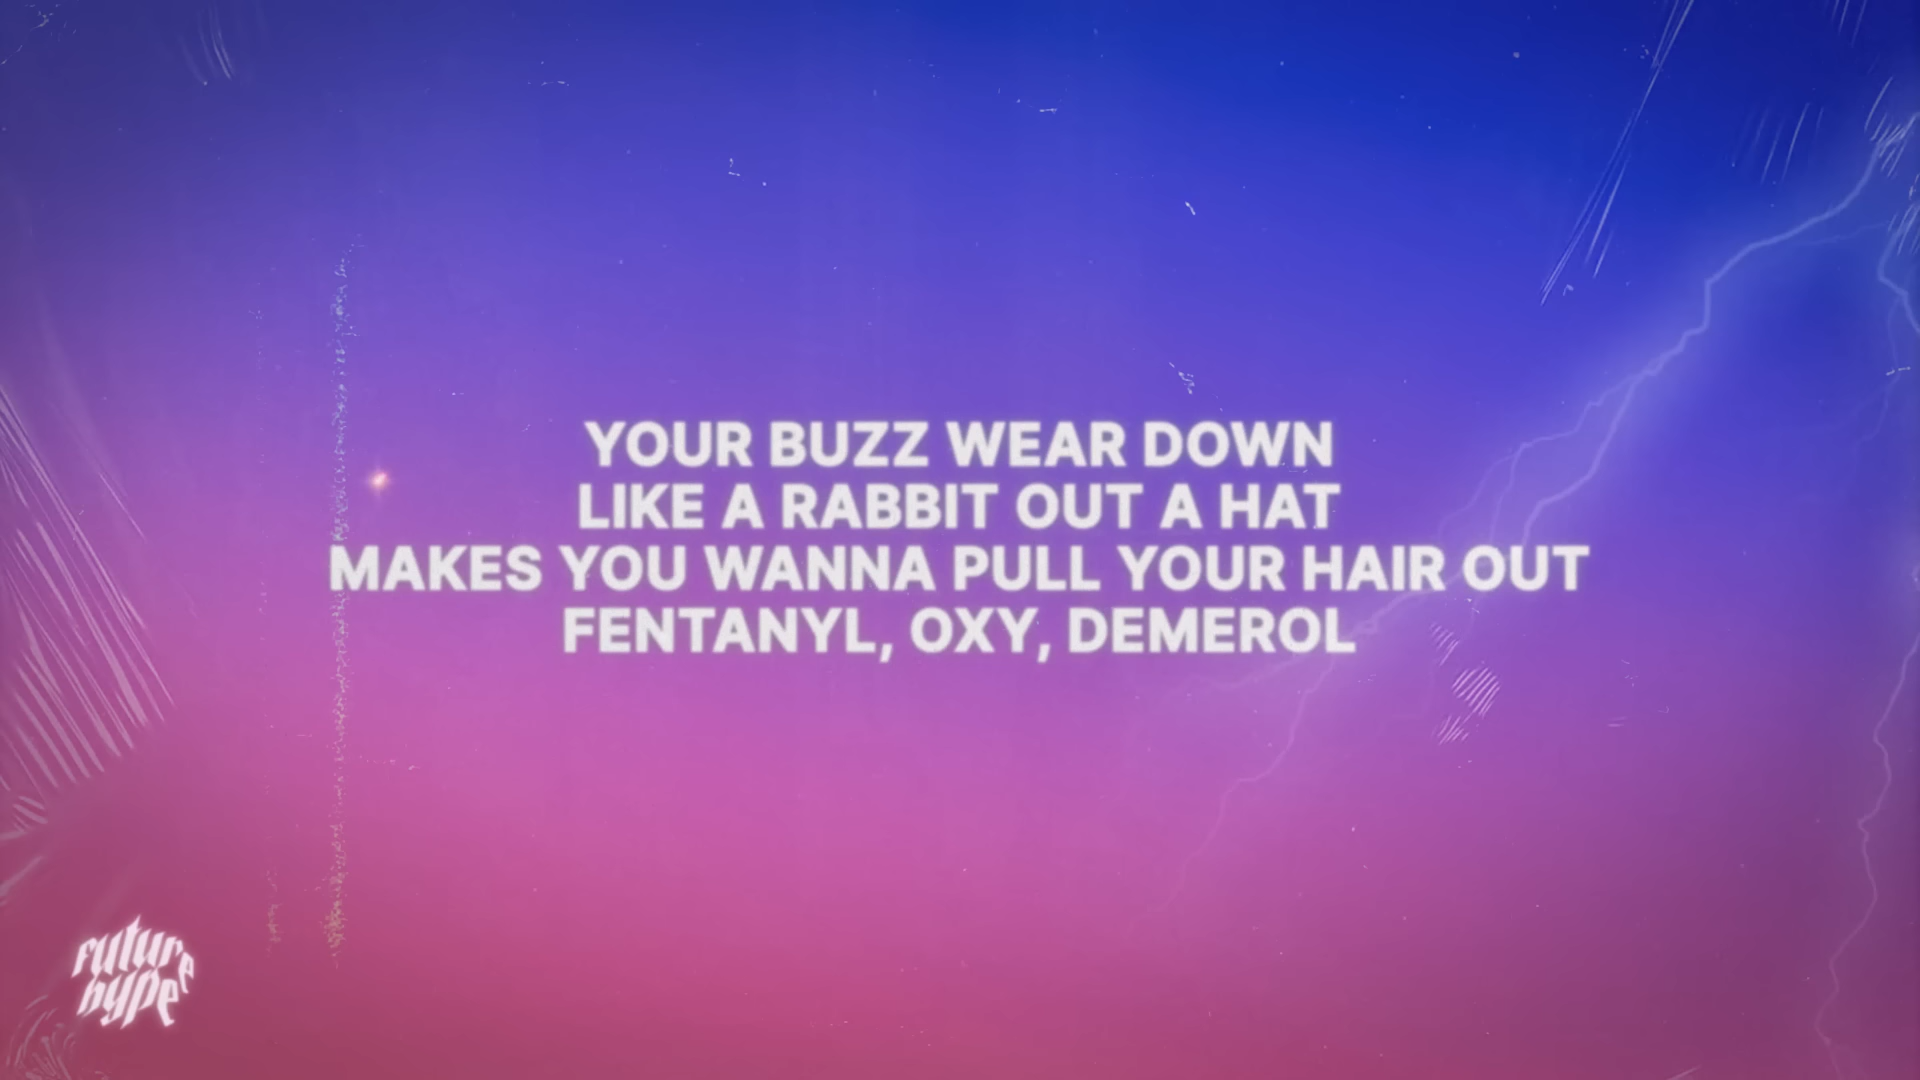 YOUR BUZZ WEAR DOWN
LIKE A RABBIT OUT A HAT
MAKES YOU WANNA PULL YOUR HAIR OUT
FENTANYL, OXY, DEMEROL
future
hype